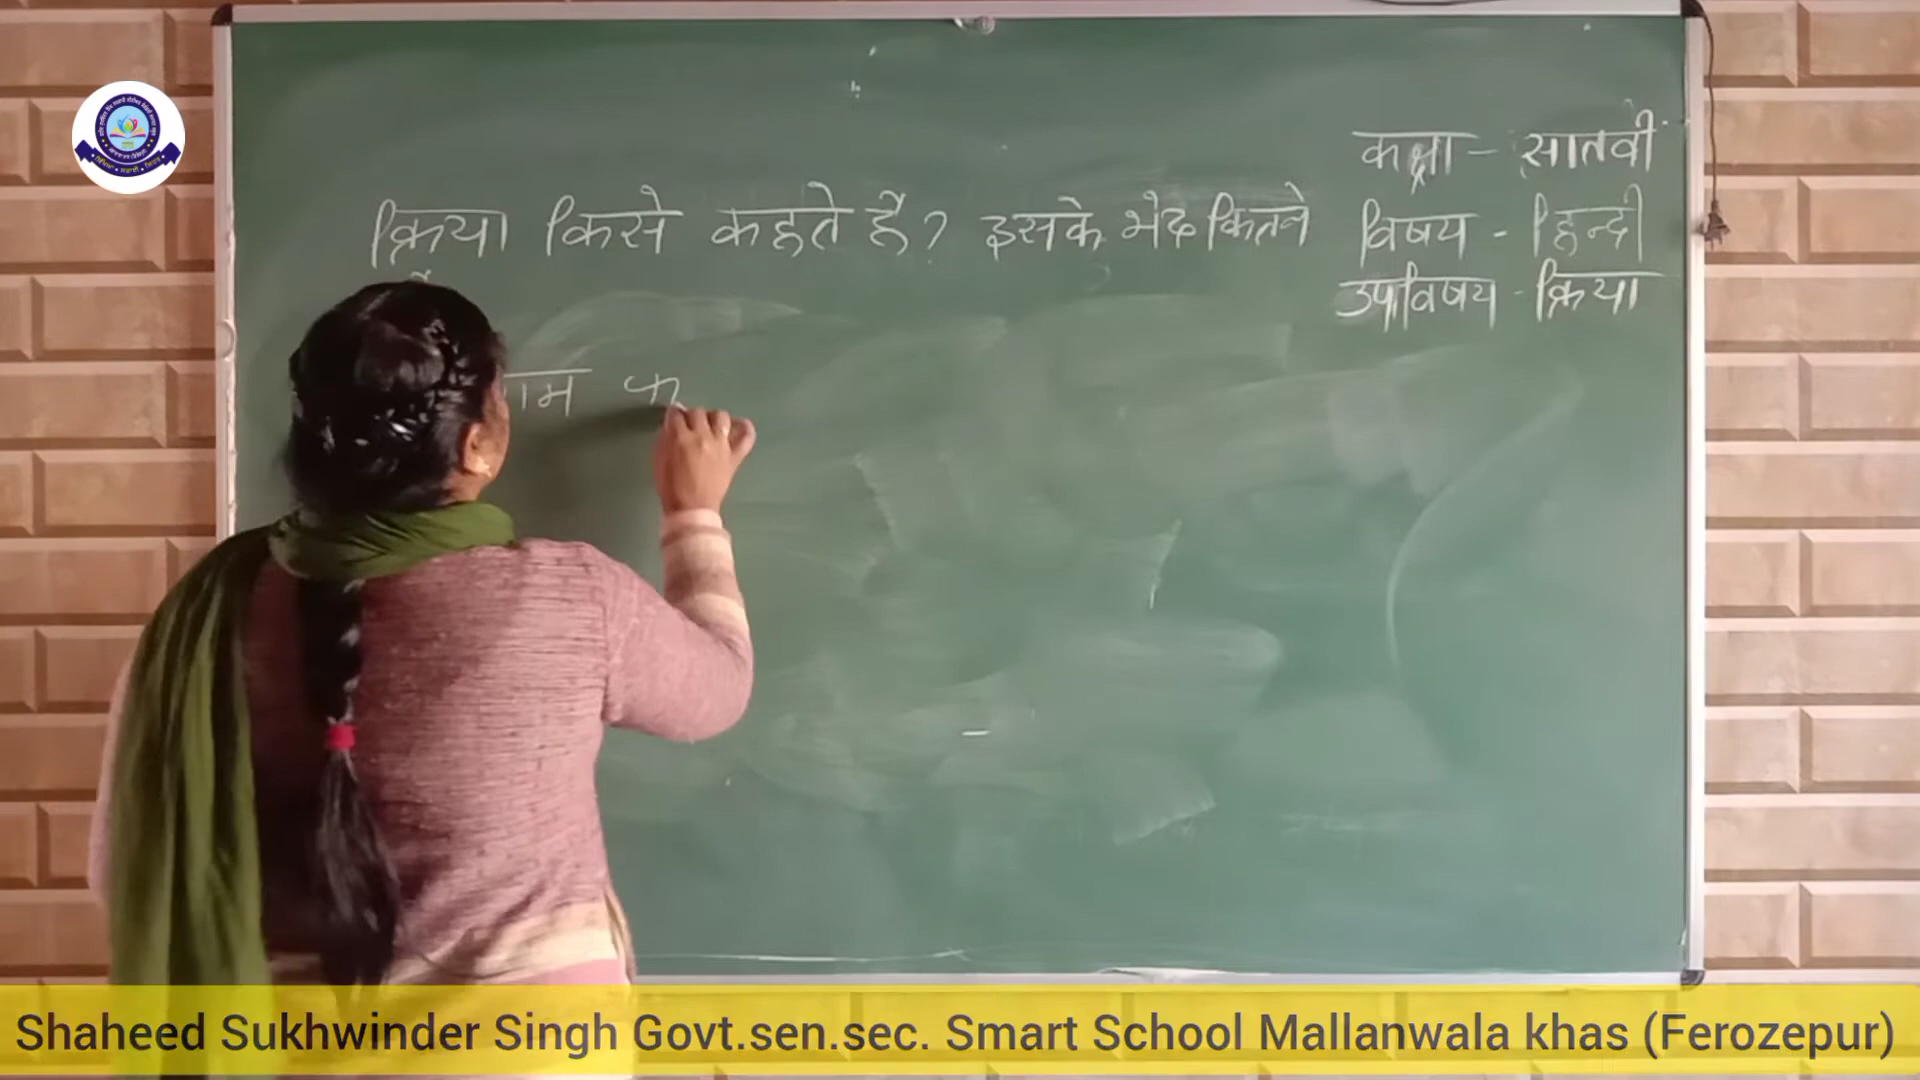 कक्षा - सातवीं
क्रिया किसे कहते है? इसके भेद कितने
विषय - हिन्दी
उपविषय - क्रिया
Shaheed Sukhwinder Singh Govt.sen.sec. Smart School Mallanwala khas (Ferozepur)